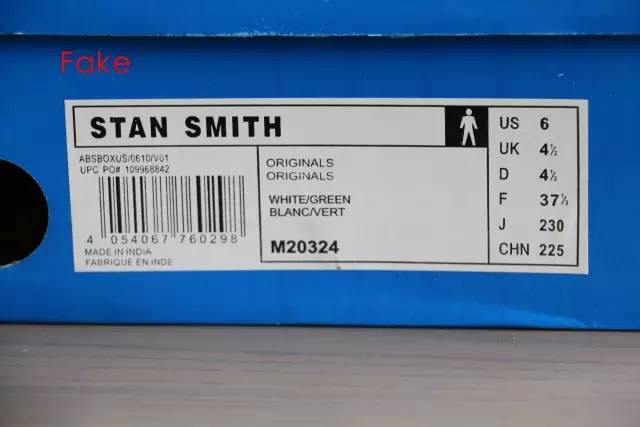 Fake
STAN SMITH
ABSBOXUS/0610/V01
UPC PO# 109968842
4 054067 760298
MADE IN INDIA
FABRIQUE EN INDE
ORIGINALS
ORIGINALS
WHITE/GREEN
BLANC/VERT
M20324
US 6
UK 4½
D 4½
F 37⅓
J 230
CHN 225